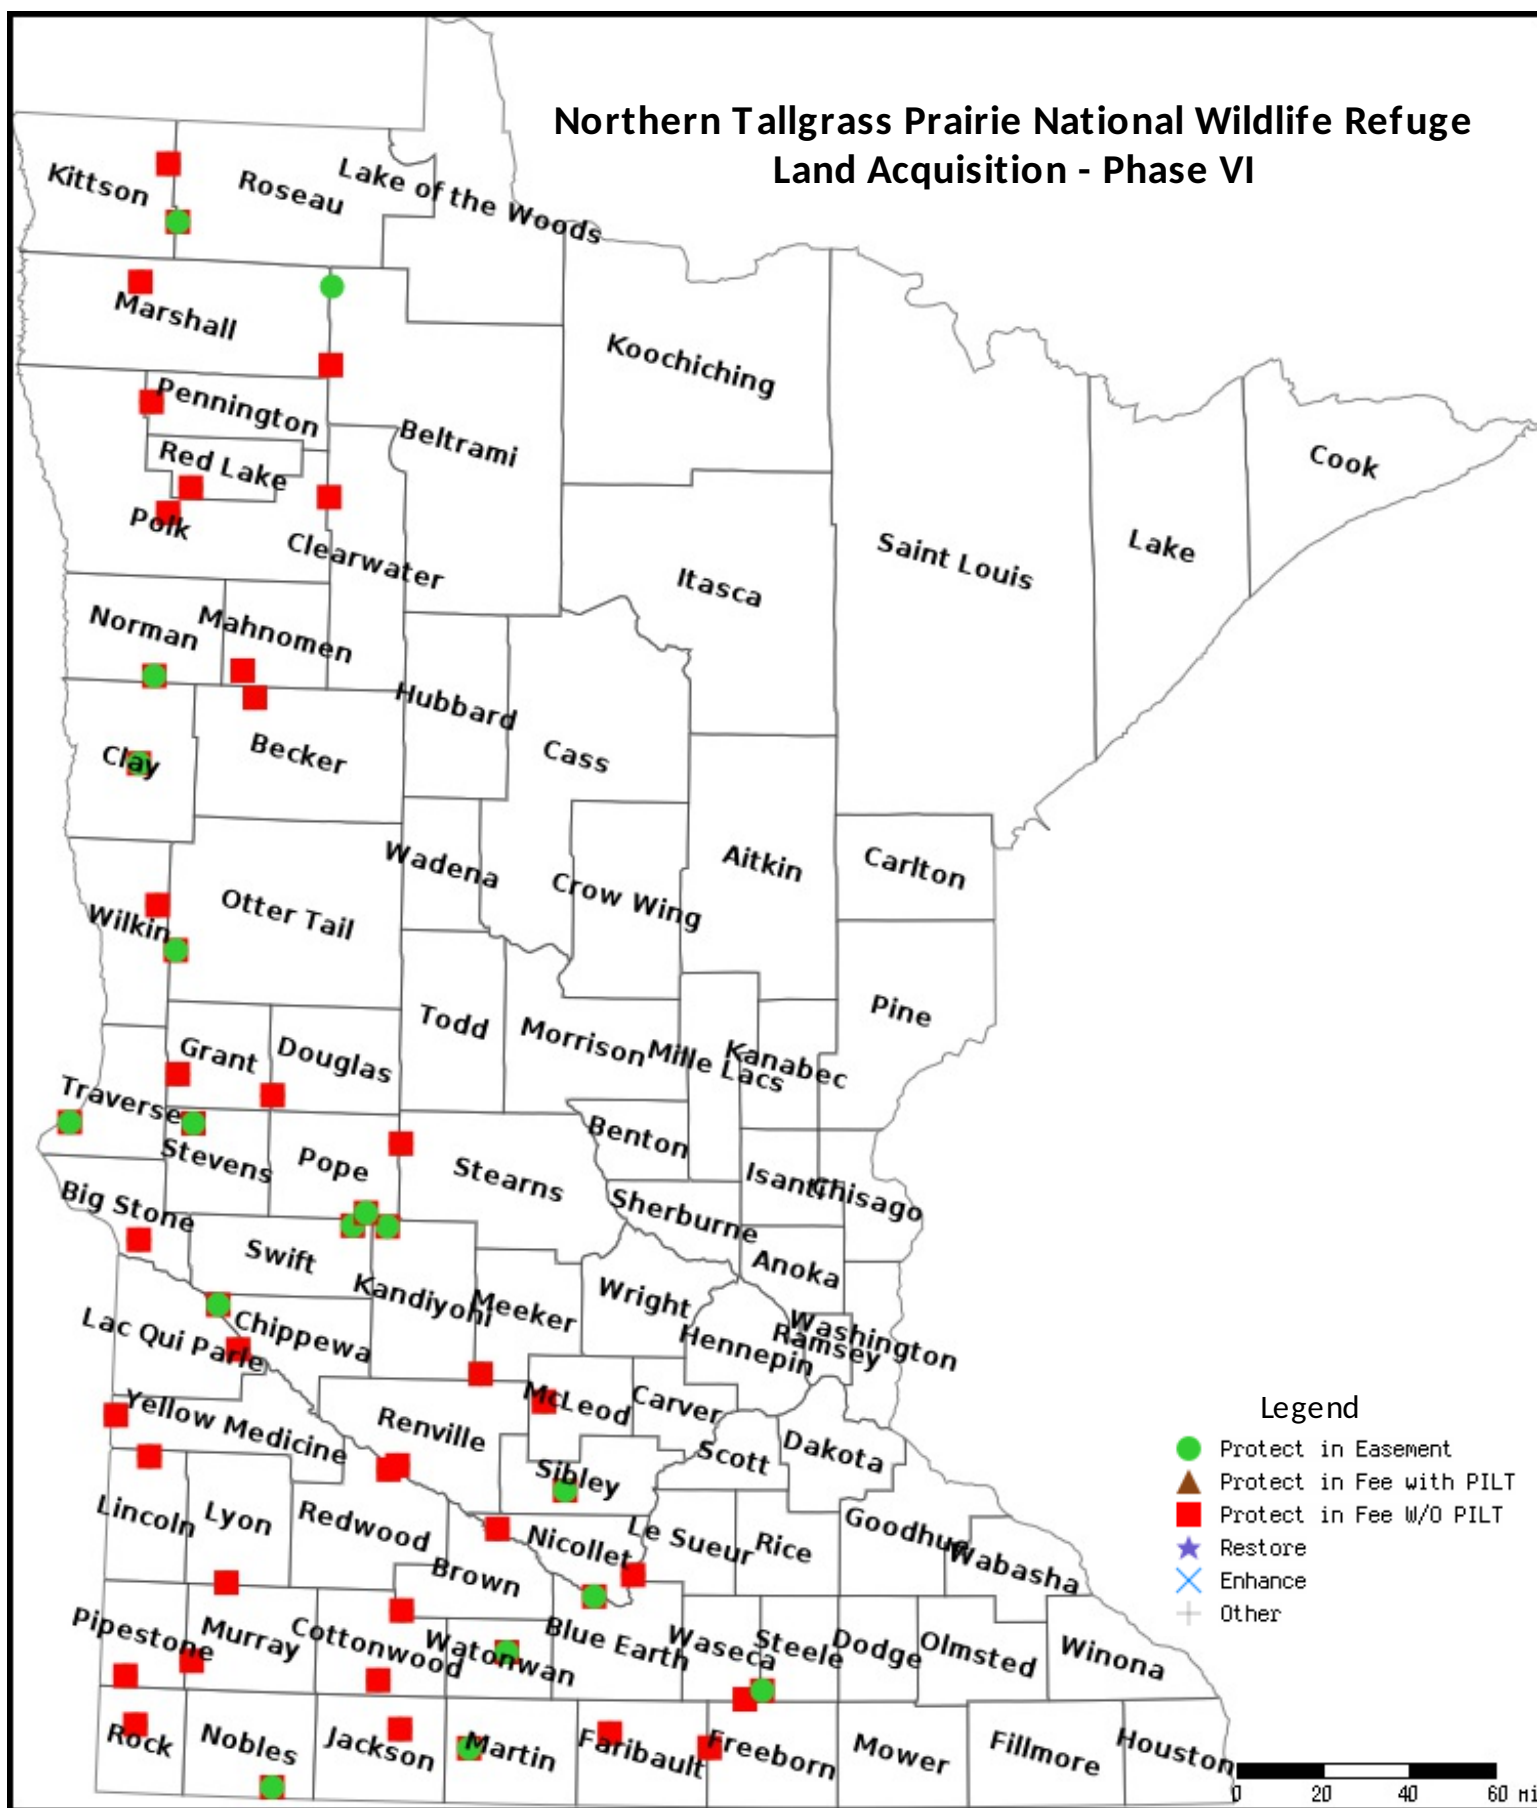 Northern Tallgrass Prairie National Wildlife Refuge
Land Acquisition - Phase VI
Kittson
Roseau
Lake of the Woods
Marshall
Koochiching
Pennington
Beltrami
Red Lake
Cook
Polk
Clearwater
Saint Louis
Lake
Itasca
Norman
Mahnomen
Hubbard
Cass
Clay
Becker
Wadena
Aitkin
Carlton
Crow Wing
Wilkin
Otter Tail
Pine
Todd
Morrison
Mille Lacs
Kanabec
Grant
Douglas
Traverse
Benton
Stevens
Pope
Stearns
Isanti
Chisago
Big Stone
Sherburne
Swift
Anoka
Kandiyohi
Meeker
Wright
Lac Qui Parle
Chippewa
Hennepin
Ramsey
Washington
McLeod
Carver
Yellow Medicine
Renville
Scott
Dakota
Sibley
Lincoln
Lyon
Redwood
Nicollet
Le Sueur
Rice
Goodhue
Wabasha
Brown
Pipestone
Murray
Cottonwood
Watonwan
Blue Earth
Waseca
Steele
Dodge
Olmsted
Winona
Rock
Nobles
Jackson
Martin
Faribault
Freeborn
Mower
Fillmore
Houston
Legend
Protect in Easement
Protect in Fee with PILT
Protect in Fee W/O PILT
Restore
Enhance
Other
0 20 40 60 Mi